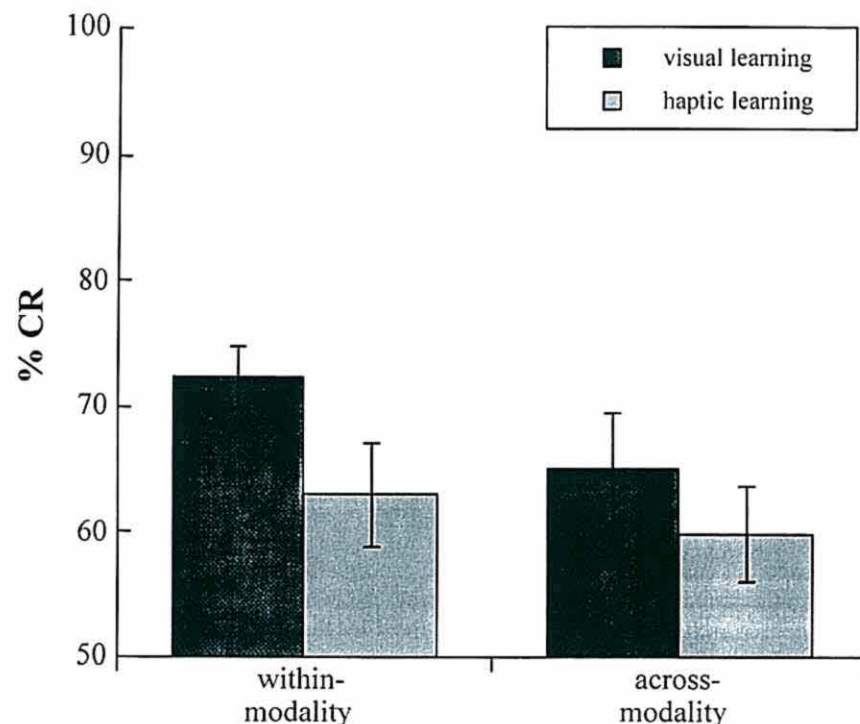 100
90
80
70
60
50
% CR
visual learning
haptic learning
within-
modality
across-
modality